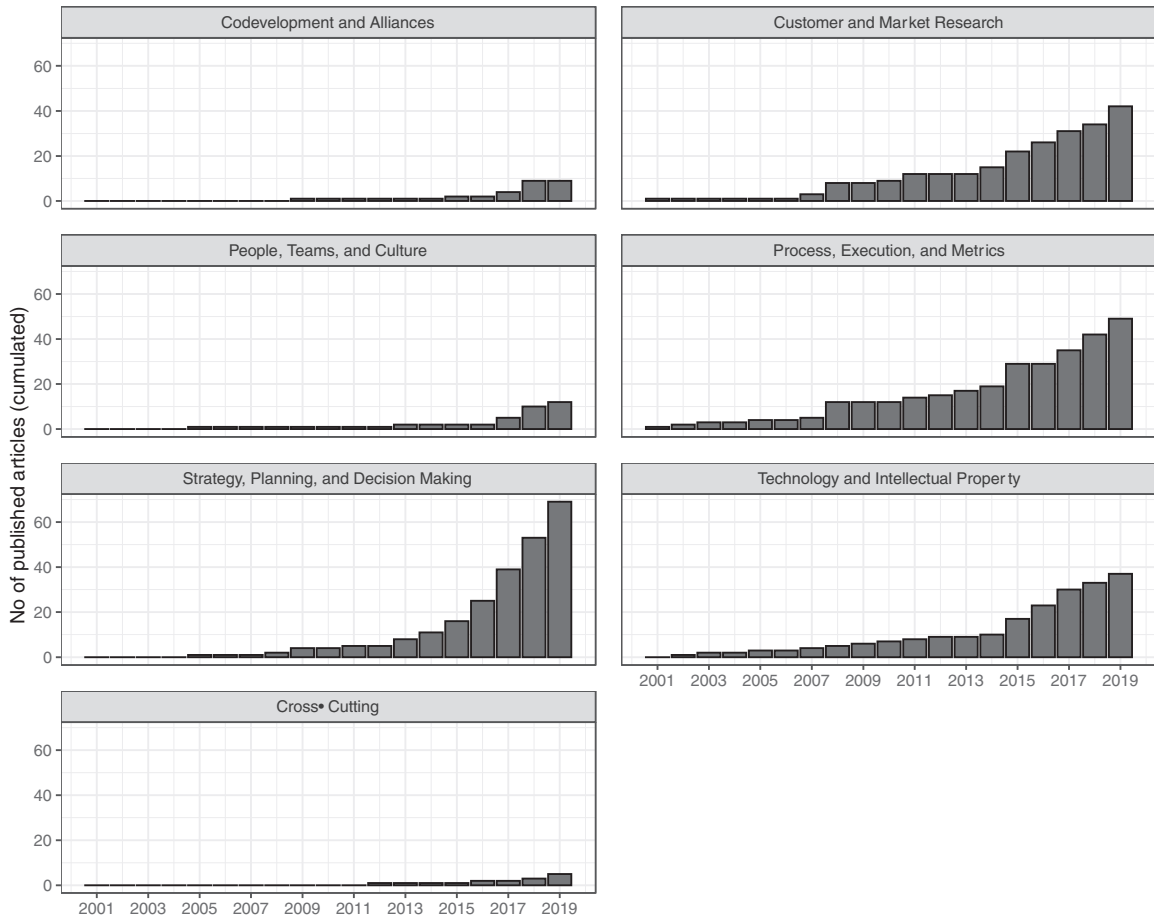 Codevelopment and Alliances
Customer and Market Research
60
40
20
0
People, Teams, and Culture
Process, Execution, and Metrics
60
40
20
0
No of published articles (cumulated)
Strategy, Planning, and Decision Making
Technology and Intellectual Property
60
40
20
0
2001 2003 2005 2007 2009 2011 2013 2015 2017 2019
Cross• Cutting
60
40
20
0
2001 2003 2005 2007 2009 2011 2013 2015 2017 2019